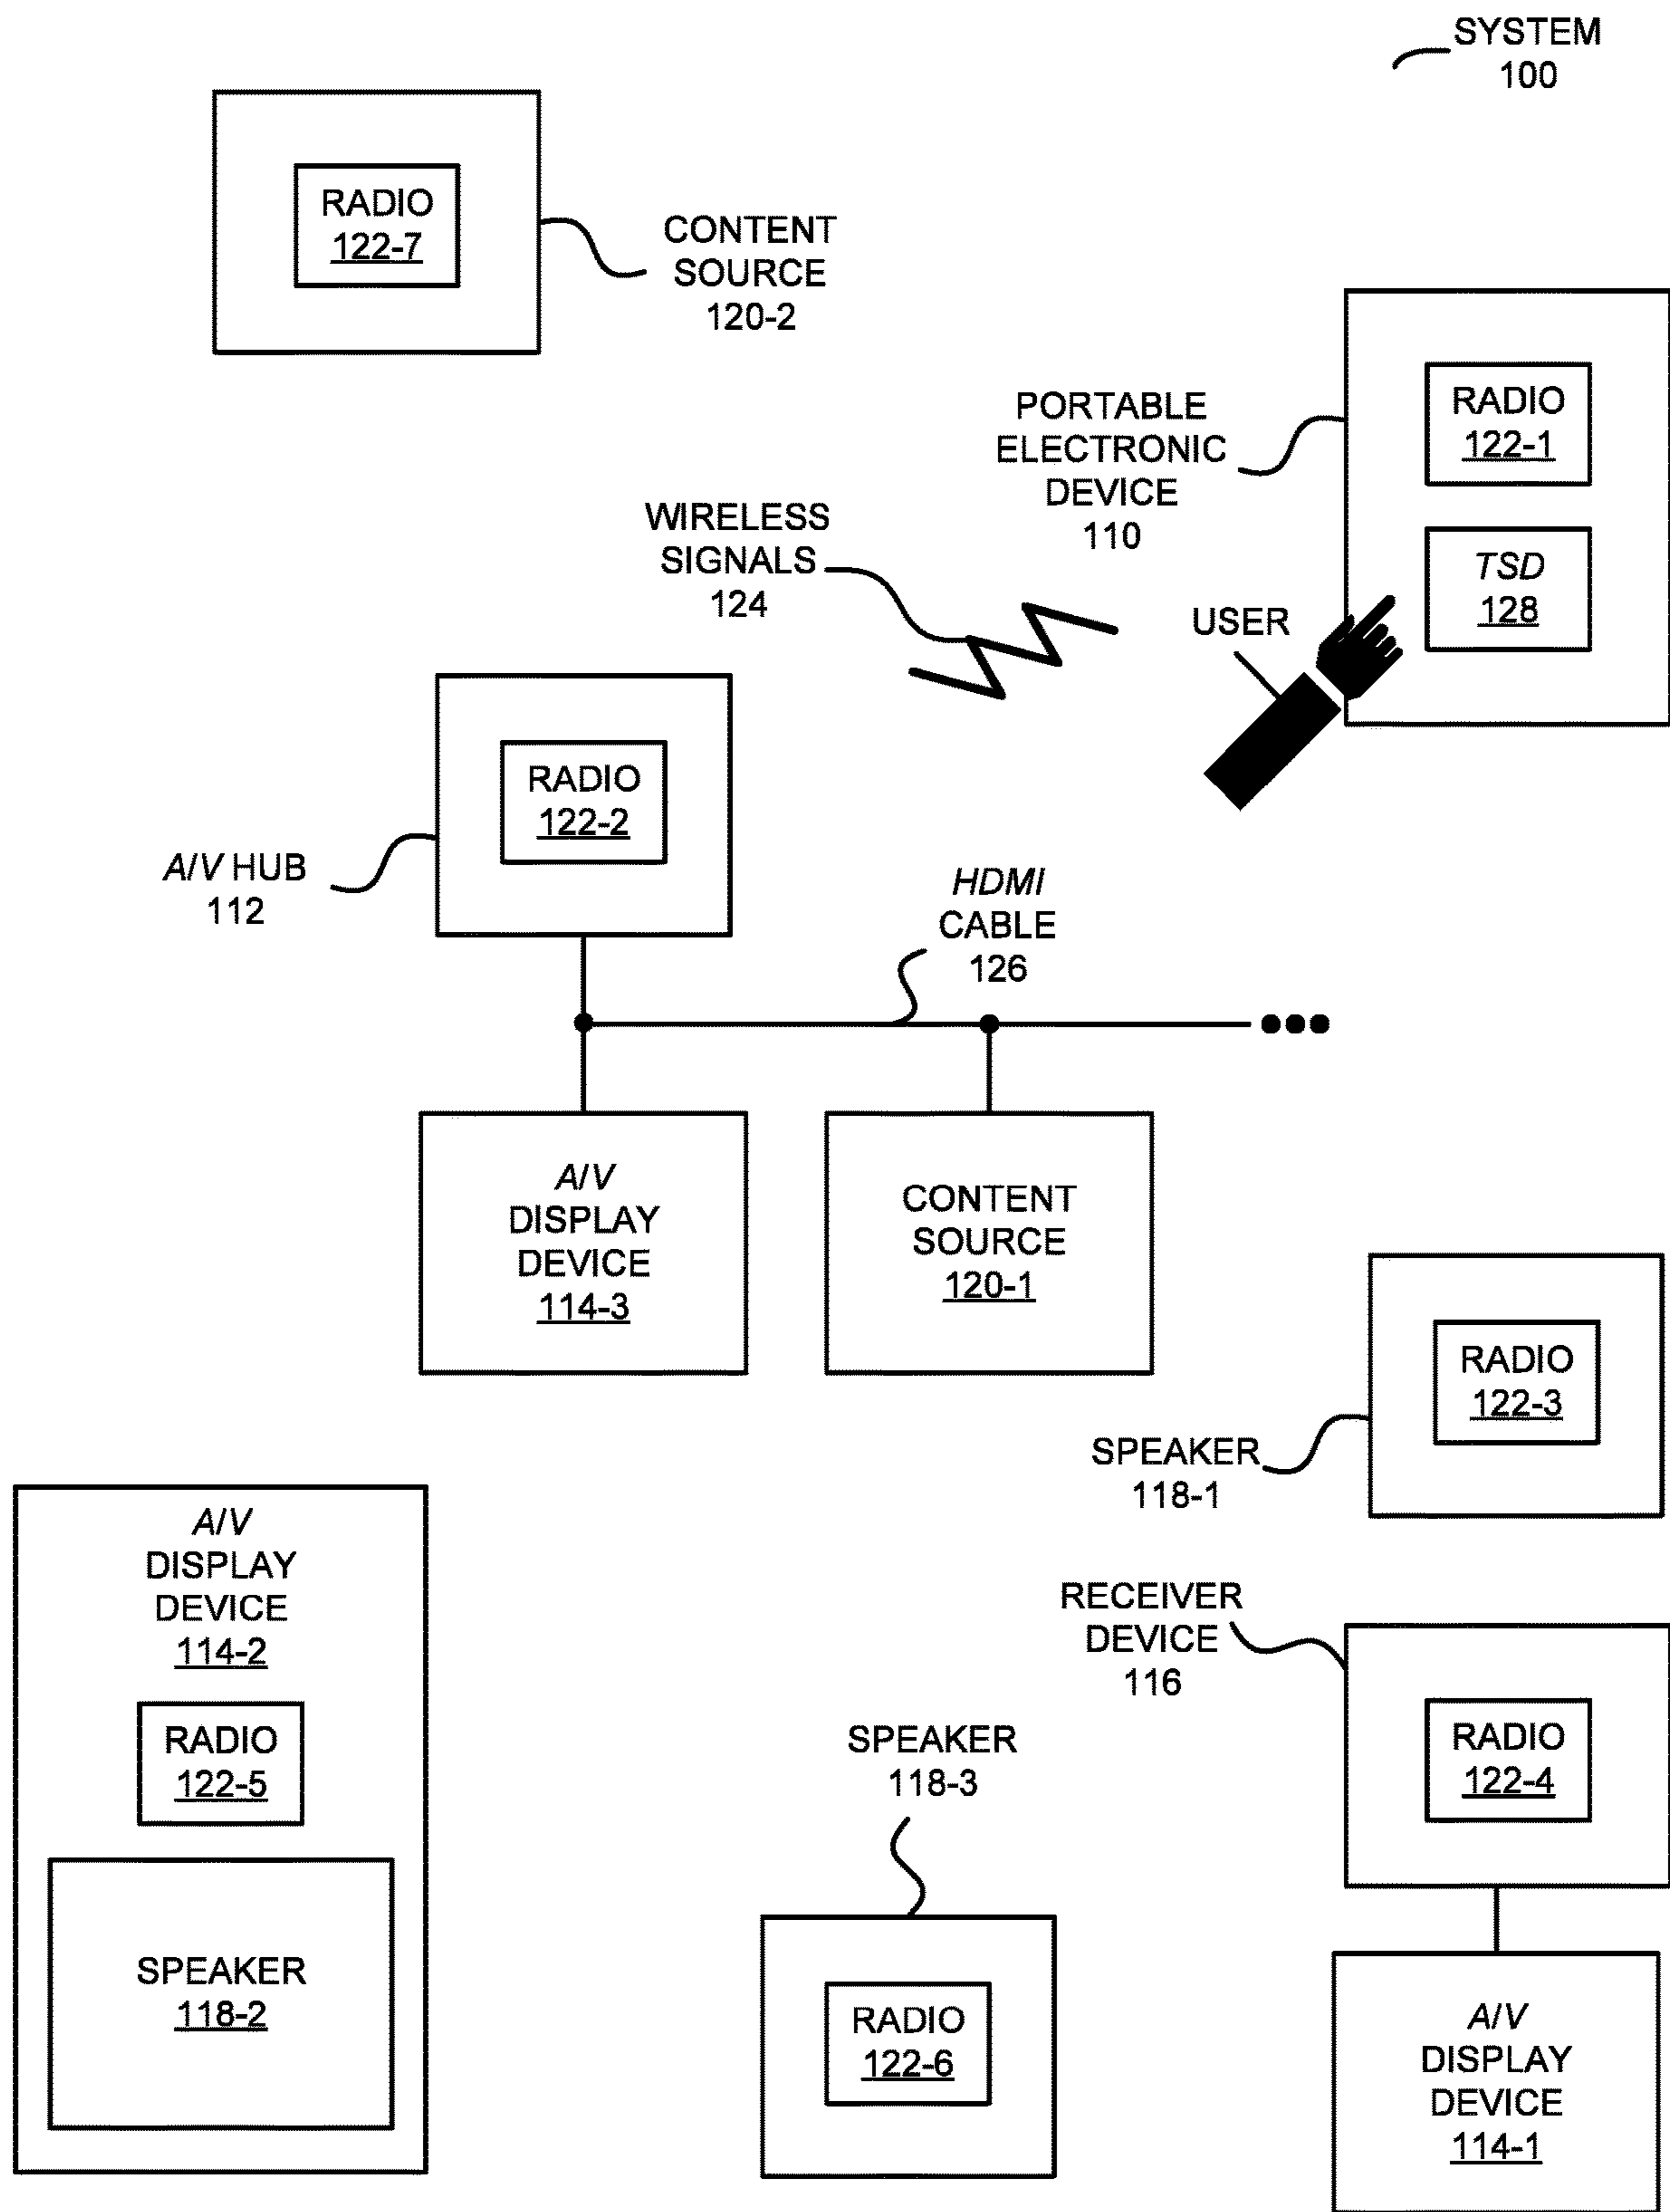 SYSTEM
100
RADIO
122-7
CONTENT
SOURCE
120-2
RADIO
122-1
PORTABLE
ELECTRONIC
DEVICE
110
WIRELESS
SIGNALS
124
TSD
128
USER
RADIO
122-2
A/V HUB
112
HDMI
CABLE
126
A/V
DISPLAY
DEVICE
114-3
CONTENT
SOURCE
120-1
RADIO
122-3
SPEAKER
118-1
A/V
DISPLAY
DEVICE
114-2
RADIO
122-5
SPEAKER
118-2
RECEIVER
DEVICE
116
RADIO
122-4
SPEAKER
118-3
RADIO
122-6
A/V
DISPLAY
DEVICE
114-1